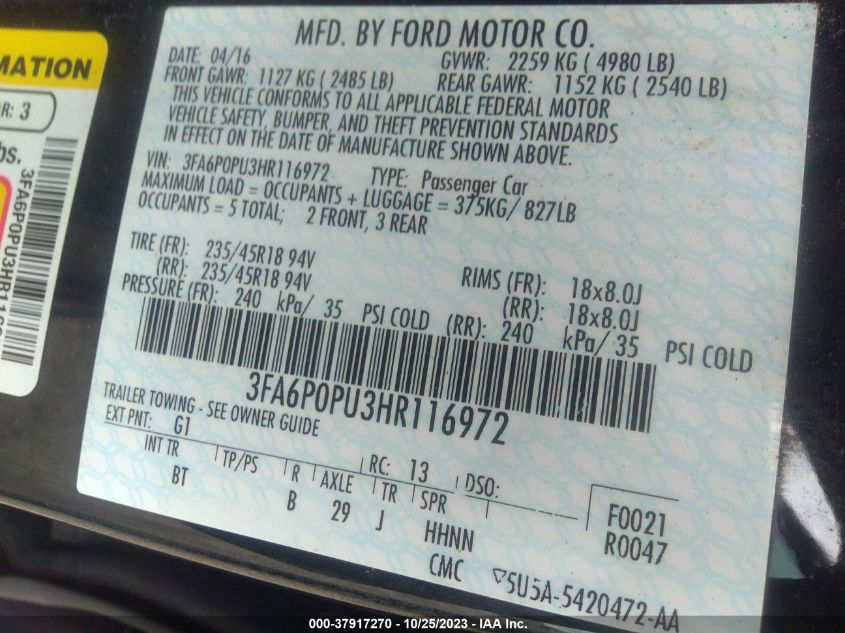 MFD. BY FORD MOTOR CO.
DATE: 04/16 GVWR: 2259 KG ( 4980 LB)
FRONT GAWR: 1127 KG ( 2485 LB) REAR GAWR: 1152 KG ( 2540 LB)
THIS VEHICLE CONFORMS TO ALL APPLICABLE FEDERAL MOTOR
VEHICLE SAFETY, BUMPER, AND THEFT PREVENTION STANDARDS
IN EFFECT ON THE DATE OF MANUFACTURE SHOWN ABOVE.
VIN: 3FA6P0PU3HR116972 TYPE: Passenger Car
MAXIMUM LOAD = OCCUPANTS + LUGGAGE = 375KG/ 827LB
OCCUPANTS = 5 TOTAL; 2 FRONT, 3 REAR
TIRE (FR): 235/45R18 94V RIMS (FR): 18x8.0J
(RR): 235/45R18 94V (RR): 18x8.0J
PRESSURE (FR): 240 kPa/ 35 PSI COLD (RR): 240 kPa/ 35 PSI COLD
3FA6P0PU3HR116972
TRAILER TOWING - SEE OWNER GUIDE
EXT PNT: G1 RC: 13 DSO:
INT TR TP/PS R AXLE TR SPR
BT B 29 J HHNN
CMC
F0021
R0047
5U5A-5420472-AA
MATION
R: 3
bs.
3FA6P0PU3HR11
000-37917270 - 10/25/2023 - IAA Inc.